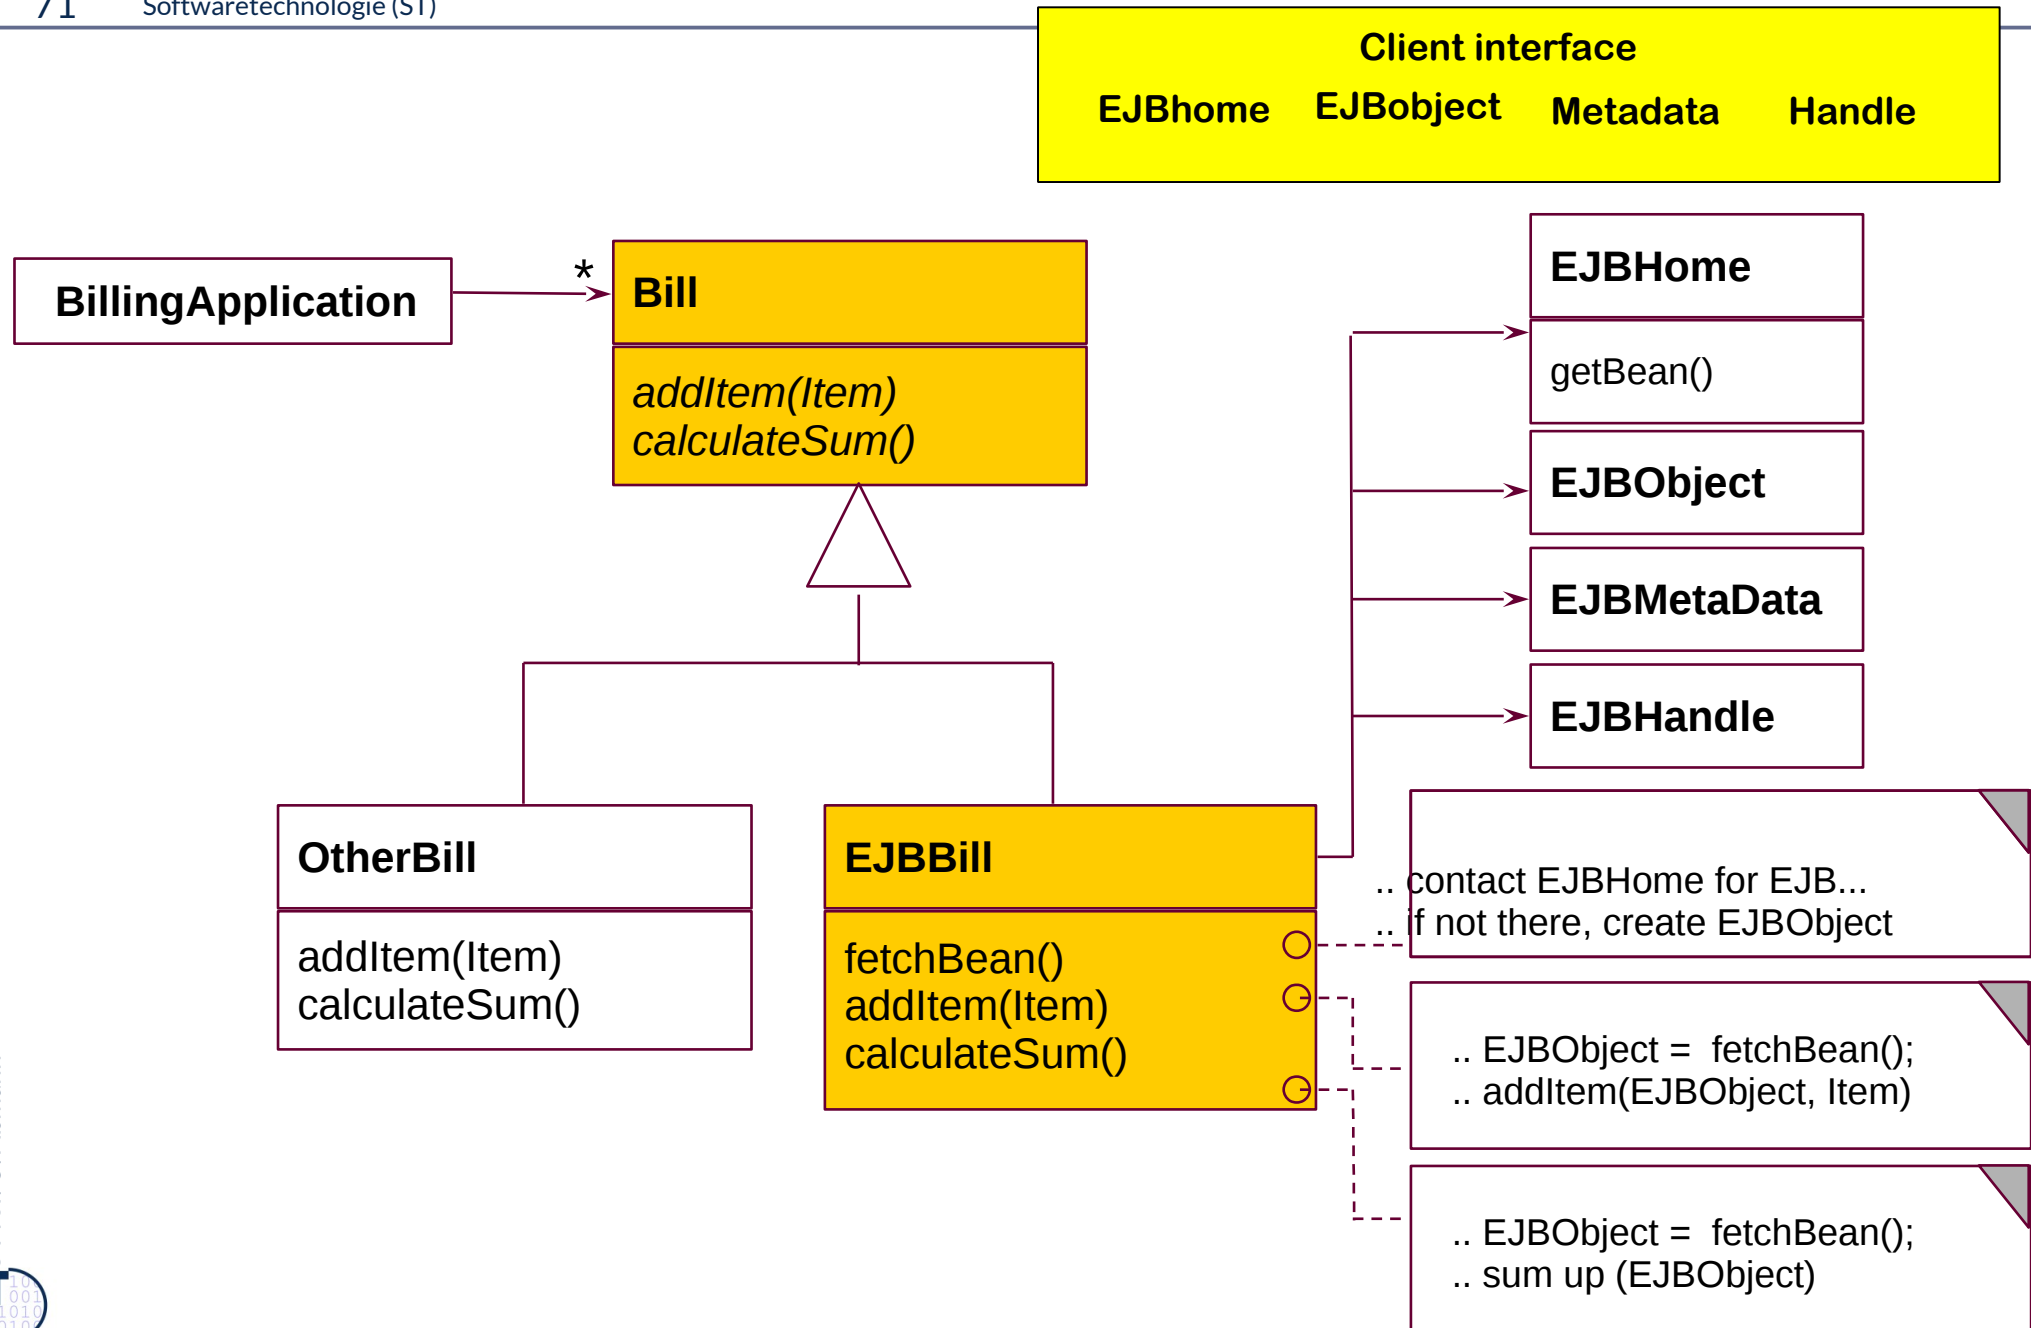 71 Softwaretechnologie (ST)
Client interface
EJBhome EJBobject Metadata Handle
BillingApplication
*
Bill
addItem(Item)
calculateSum()
EJBHome
getBean()
EJBObject
EJBMetaData
EJBHandle
OtherBill
addItem(Item)
calculateSum()
EJBBill
fetchBean()
addItem(Item)
calculateSum()
.. contact EJBHome for EJB...
.. if not there, create EJBObject
.. EJBObject = fetchBean();
.. addItem(EJBObject, Item)
.. EJBObject = fetchBean();
.. sum up (EJBObject)